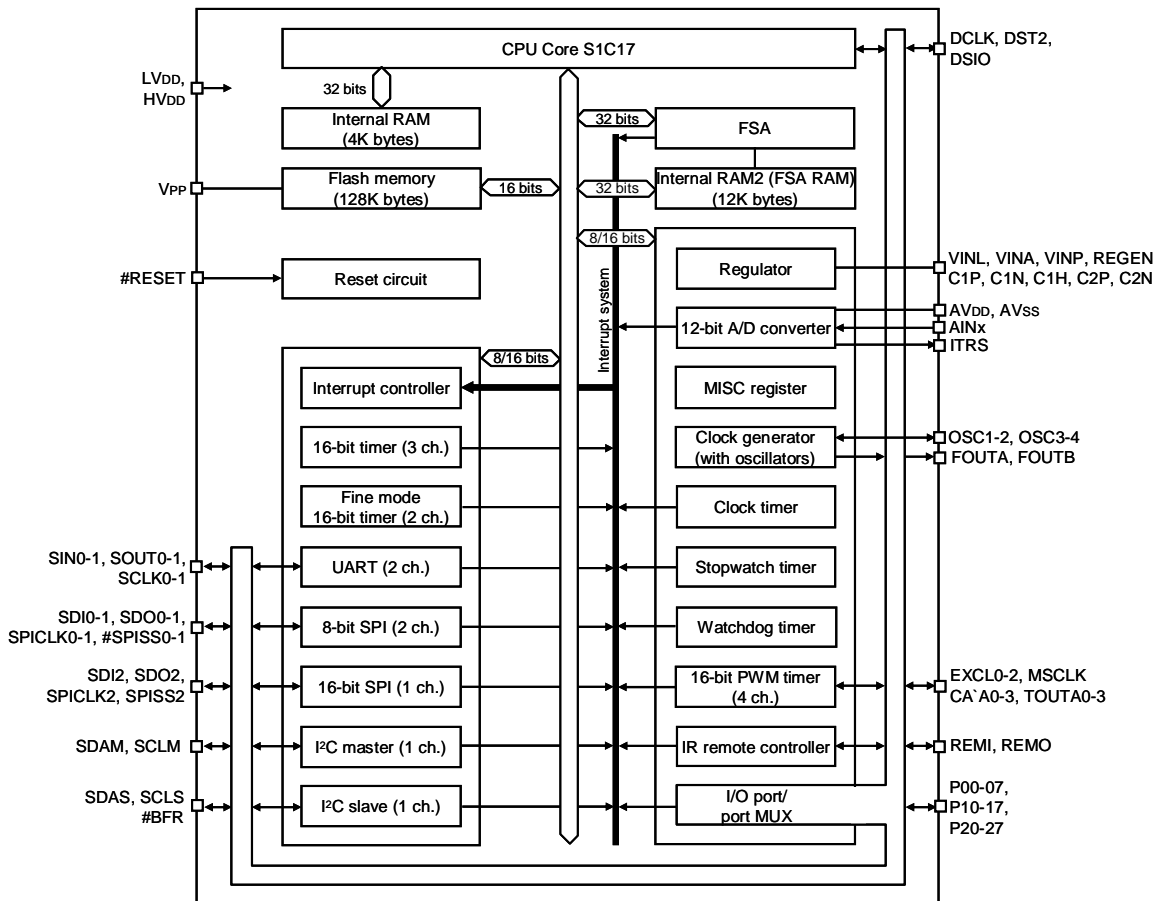 CPU Core S1C17
DCLK, DST2,
DSIO
LVDD,
HVDD
32 bits
Internal RAM
(4K bytes)
32 bits
FSA
VPP
Flash memory
(128K bytes)
16 bits
32 bits
Internal RAM2 (FSA RAM)
(12K bytes)
8/16 bits
#RESET
Reset circuit
Interrupt system
Regulator
VINL, VINA, VINP, REGEN
C1P, C1N, C1H, C2P, C2N
12-bit A/D converter
AVDD, AVSS
AINx
ITRS
8/16 bits
Interrupt controller
MISC register
16-bit timer (3 ch.)
Clock generator
(with oscillators)
OSC1-2, OSC3-4
FOUTA, FOUTB
Fine mode
16-bit timer (2 ch.)
Clock timer
SIN0-1, SOUT0-1,
SCLK0-1
UART (2 ch.)
Stopwatch timer
SDI0-1, SDO0-1,
SPICLK0-1, #SPISS0-1
8-bit SPI (2 ch.)
Watchdog timer
SDI2, SDO2,
SPICLK2, SPISS2
16-bit SPI (1 ch.)
16-bit PWM timer
(4 ch.)
EXCL0-2, MSCLK
CA`A0-3, TOUTA0-3
SDAM, SCLM
I²C master (1 ch.)
IR remote controller
REMI, REMO
SDAS, SCLS
#BFR
I²C slave (1 ch.)
I/O port/
port MUX
P00-07,
P10-17,
P20-27